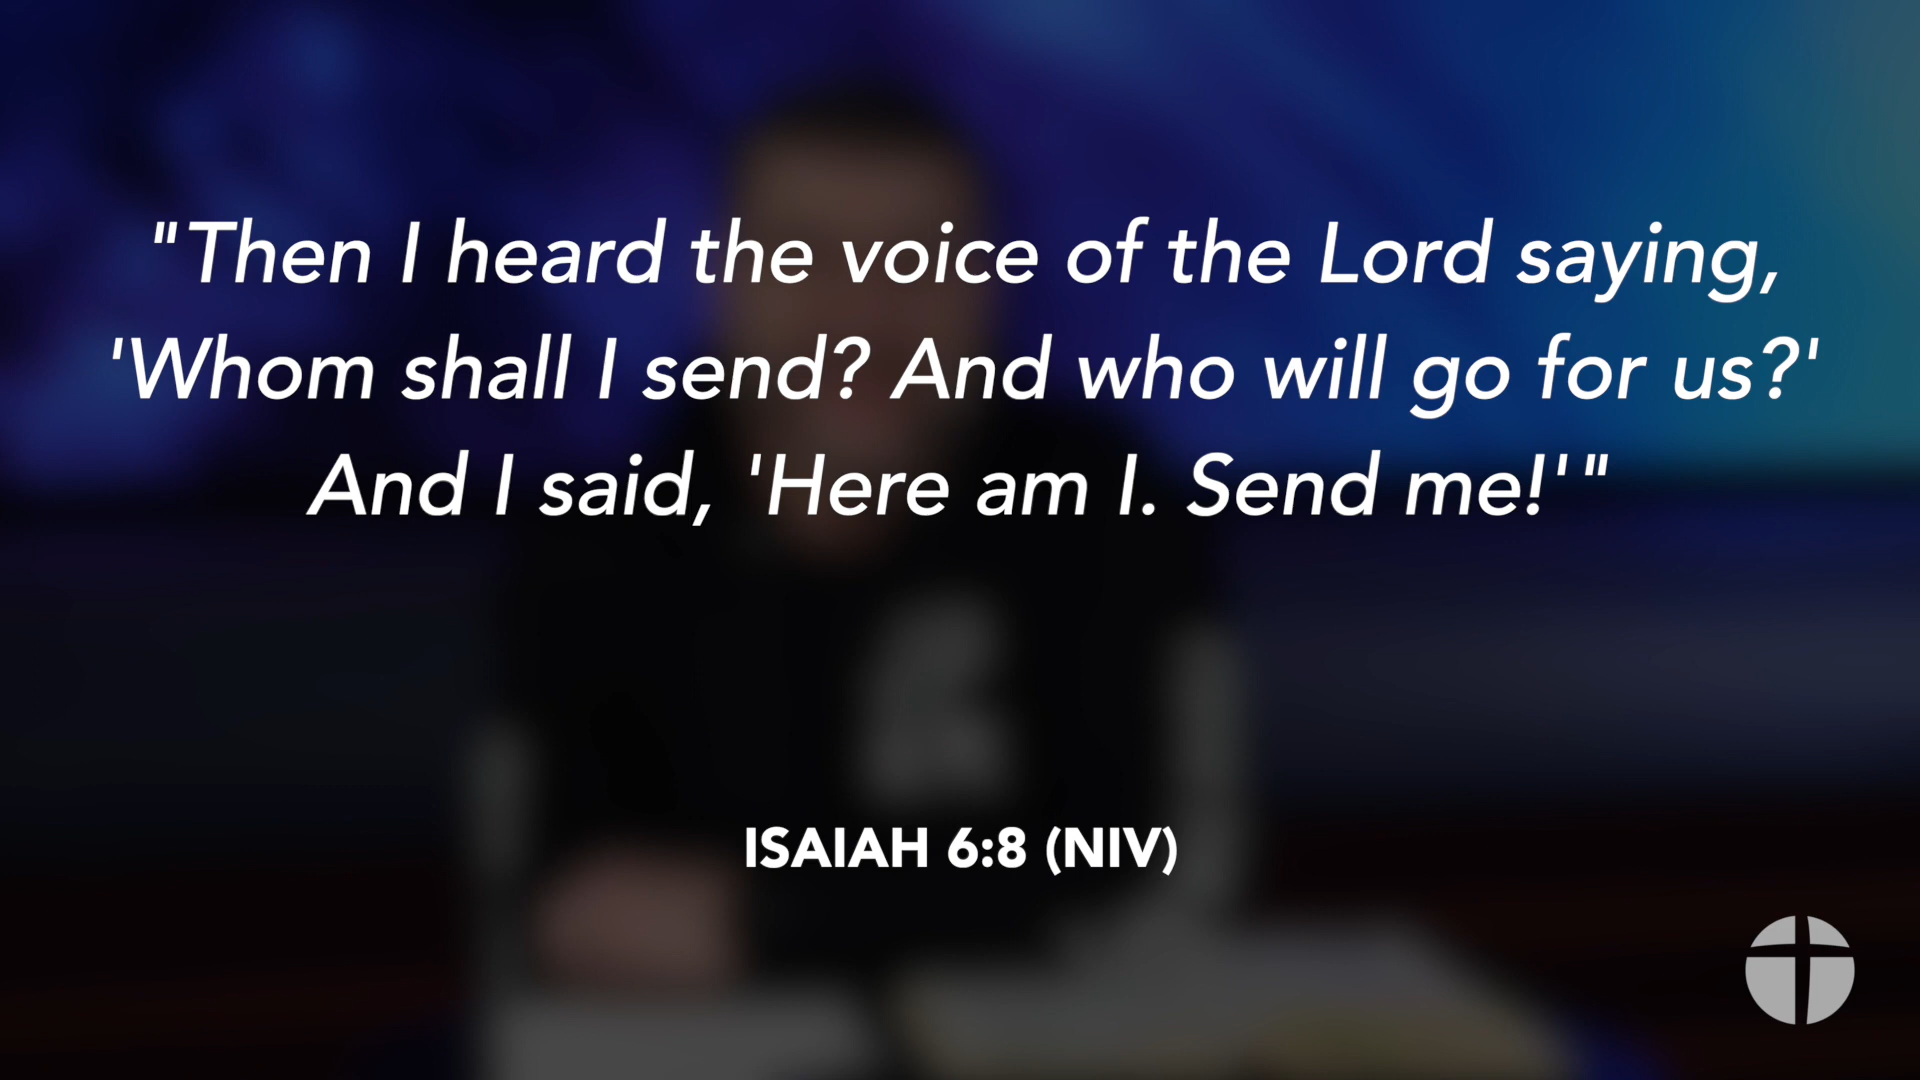 "Then I heard the voice of the Lord saying,
'Whom shall I send? And who will go for us?'
And I said, 'Here am I. Send me!'"
ISAIAH 6:8 (NIV)